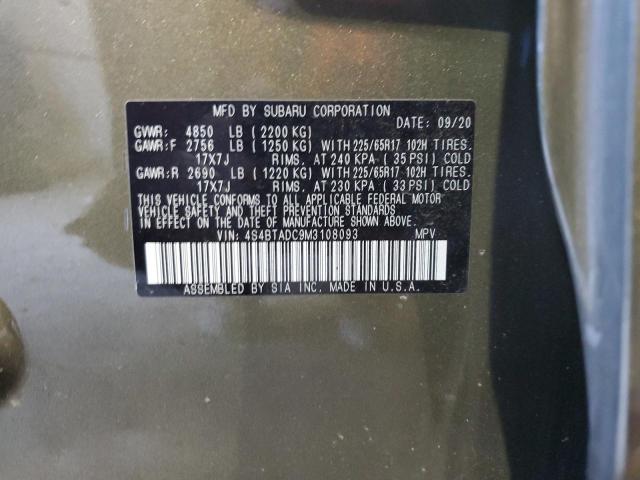 MFD BY SUBARU CORPORATION
DATE: 09/20
GVWR: 4850 LB (2200 KG)
GAWR:F 2756 LB (1250 KG) WITH 225/65R17 102H TIRES.
17X7J RIMS. AT 240 KPA (35 PSI) COLD
GAWR:R 2690 LB (1220 KG) WITH 225/65R17 102H TIRES.
17X7J RIMS. AT 230 KPA (33 PSI) COLD
THIS VEHICLE CONFORMS TO ALL APPLICABLE FEDERAL MOTOR
VEHICLE SAFETY AND THEFT PREVENTION STANDARDS
IN EFFECT ON THE DATE OF MANUFACTURE SHOWN ABOVE.
VIN: 4S4BTADC9M3108093 MPV
ASSEMBLED BY SIA INC. MADE IN U.S.A.